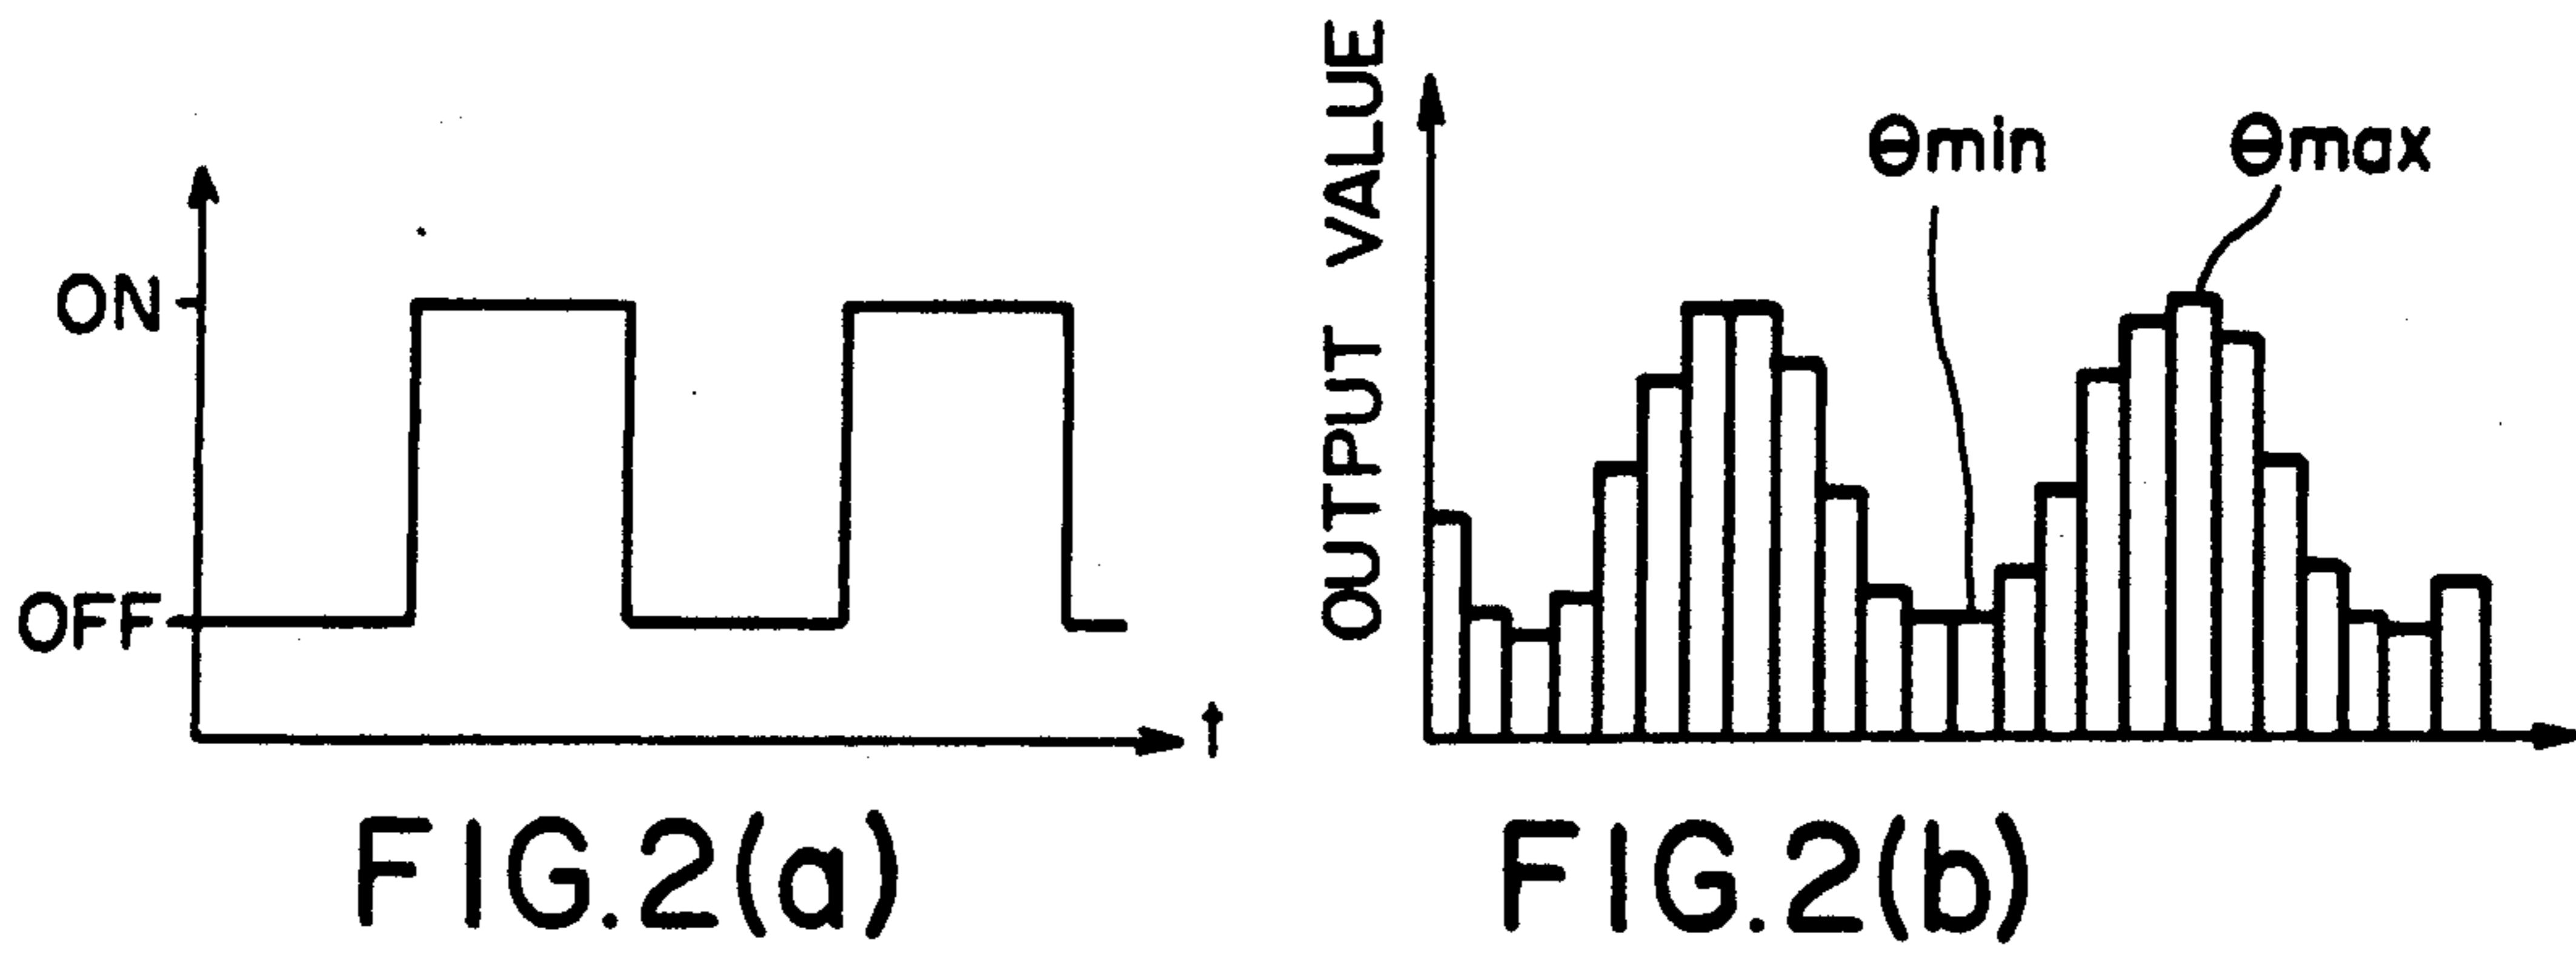 ON
OFF
t
FIG.2(a)
OUTPUT VALUE
θmin
θmax
FIG.2(b)